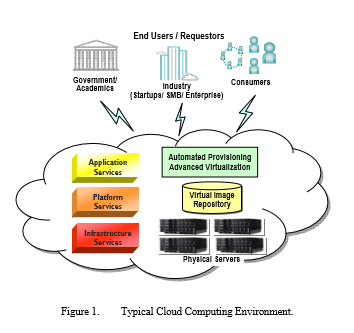 End Users / Requestors
Government/
Academics
Industry
(Startups/ SMB/ Enterprise)
Consumers
Application
Services
Automated Provisioning
Advanced Virtualization
Platform
Services
Virtual Image
Repository
Infrastructure
Services
Physical Servers
Figure 1. Typical Cloud Computing Environment.